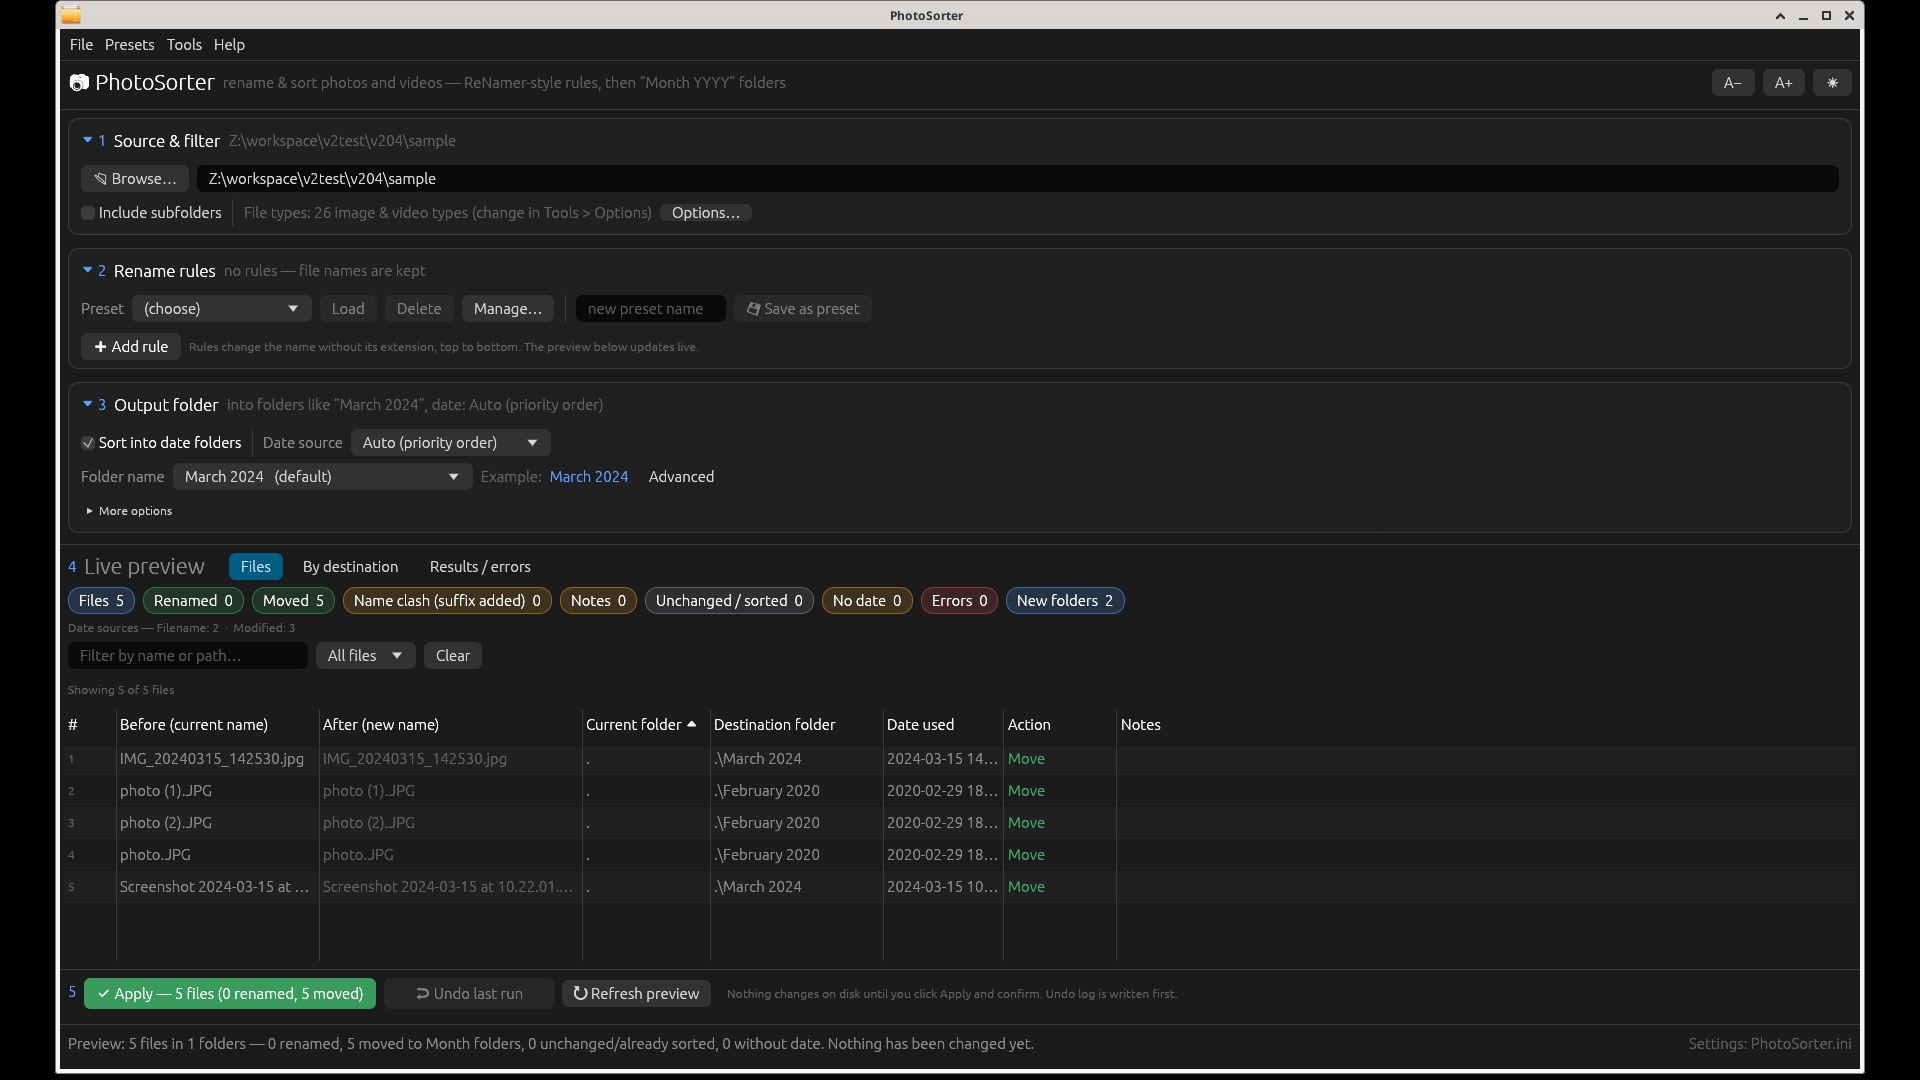 PhotoSorter
File Presets Tools Help
PhotoSorter rename & sort photos and videos — ReNamer-style rules, then "Month YYYY" folders A− A+
1 Source & filter Z:\workspace\v2test\v204\sample
Browse… Z:\workspace\v2test\v204\sample
Include subfolders File types: 26 image & video types (change in Tools > Options) Options…
2 Rename rules no rules — file names are kept
Preset (choose) Load Delete Manage… new preset name Save as preset
+ Add rule Rules change the name without its extension, top to bottom. The preview below updates live.
3 Output folder into folders like "March 2024", date: Auto (priority order)
Sort into date folders Date source Auto (priority order)
Folder name March 2024 (default) Example: March 2024 Advanced
More options
4 Live preview Files By destination Results / errors
Files 5 Renamed 0 Moved 5 Name clash (suffix added) 0 Notes 0 Unchanged / sorted 0 No date 0 Errors 0 New folders 2
Date sources — Filename: 2 · Modified: 3
Filter by name or path… All files Clear
Showing 5 of 5 files
# Before (current name) After (new name) Current folder Destination folder Date used Action Notes
1 IMG_20240315_142530.jpg IMG_20240315_142530.jpg . .\March 2024 2024-03-15 14… Move
2 photo (1).JPG photo (1).JPG . .\February 2020 2020-02-29 18… Move
3 photo (2).JPG photo (2).JPG . .\February 2020 2020-02-29 18… Move
4 photo.JPG photo.JPG . .\February 2020 2020-02-29 18… Move
5 Screenshot 2024-03-15 at … Screenshot 2024-03-15 at 10.22.01.… . .\March 2024 2024-03-15 10… Move
5 Apply — 5 files (0 renamed, 5 moved) Undo last run Refresh preview Nothing changes on disk until you click Apply and confirm. Undo log is written first.
Preview: 5 files in 1 folders — 0 renamed, 5 moved to Month folders, 0 unchanged/already sorted, 0 without date. Nothing has been changed yet. Settings: PhotoSorter.ini